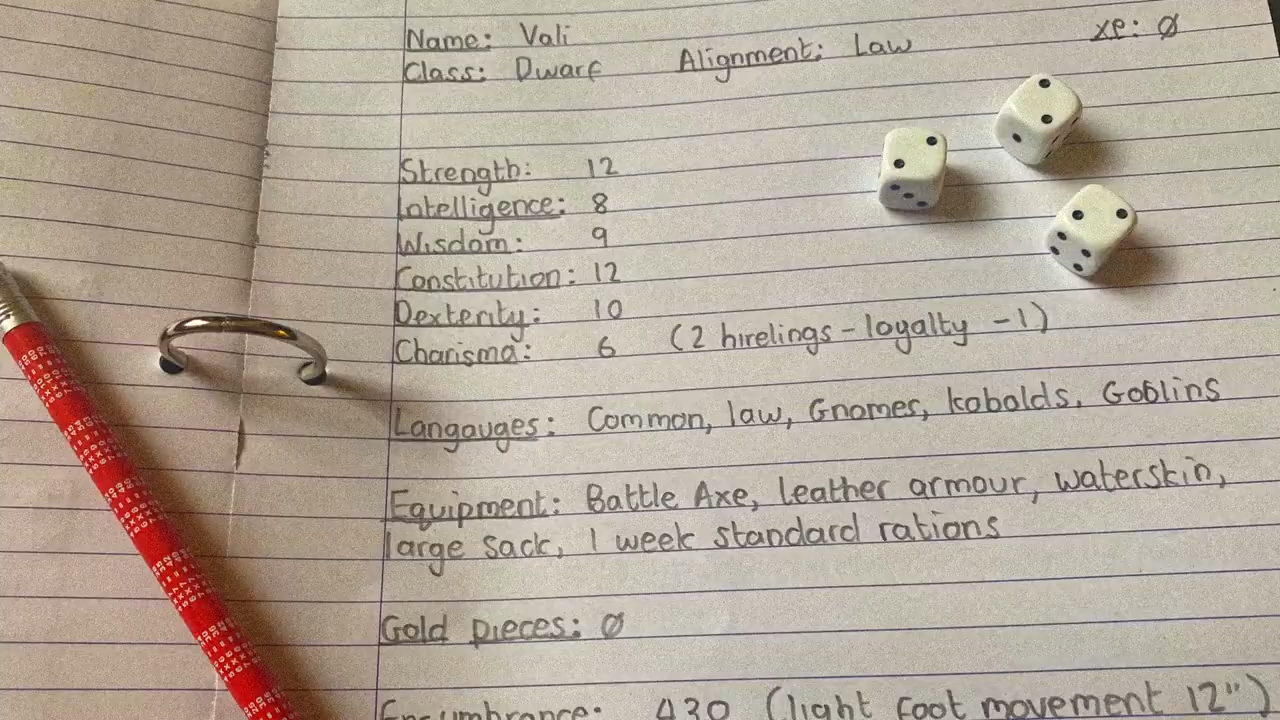 Name: Vali
Class: Dwarf Alignment: Law xp: Ø
Strength: 12
Intelligence: 8
Wisdom: 9
Constitution: 12
Dexterity: 10
Charisma: 6 (2 hirelings - loyalty -1)
Langauges: Common, law, Gnomes, kobolds, Goblins
Equipment: Battle Axe, leather armour, waterskin,
large sack, 1 week standard rations
Gold pieces: Ø
Encumbrance: 430 (light foot movement 12")